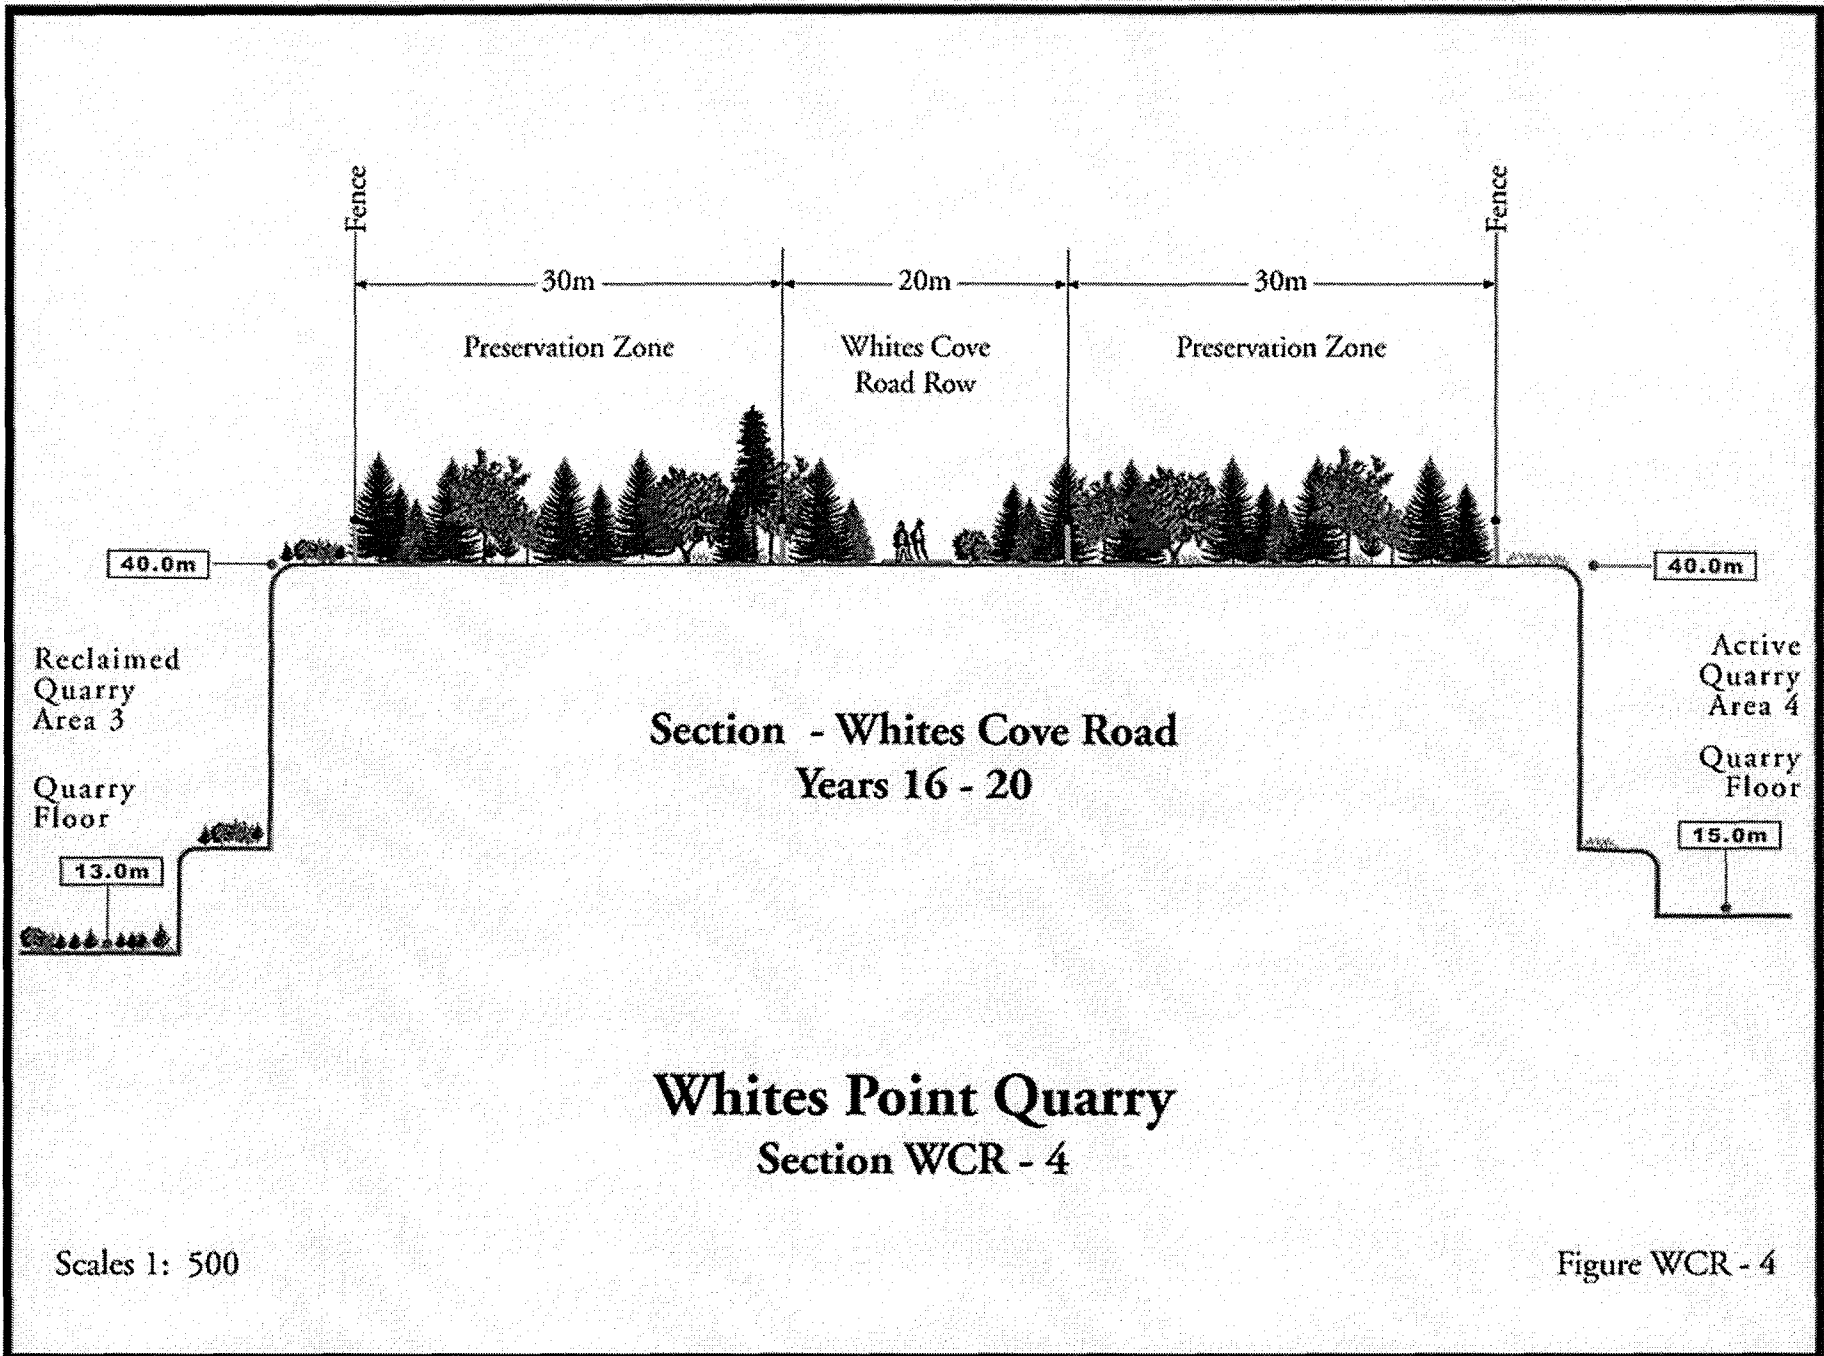 Fence
Fence
30m
20m
30m
Preservation Zone
Whites Cove
Road Row
Preservation Zone
40.0m
40.0m
Reclaimed
Quarry
Area 3
Quarry
Floor
13.0m
Active
Quarry
Area 4
Quarry
Floor
15.0m
Section - Whites Cove Road
Years 16 - 20
Whites Point Quarry
Section WCR - 4
Scales 1: 500
Figure WCR - 4